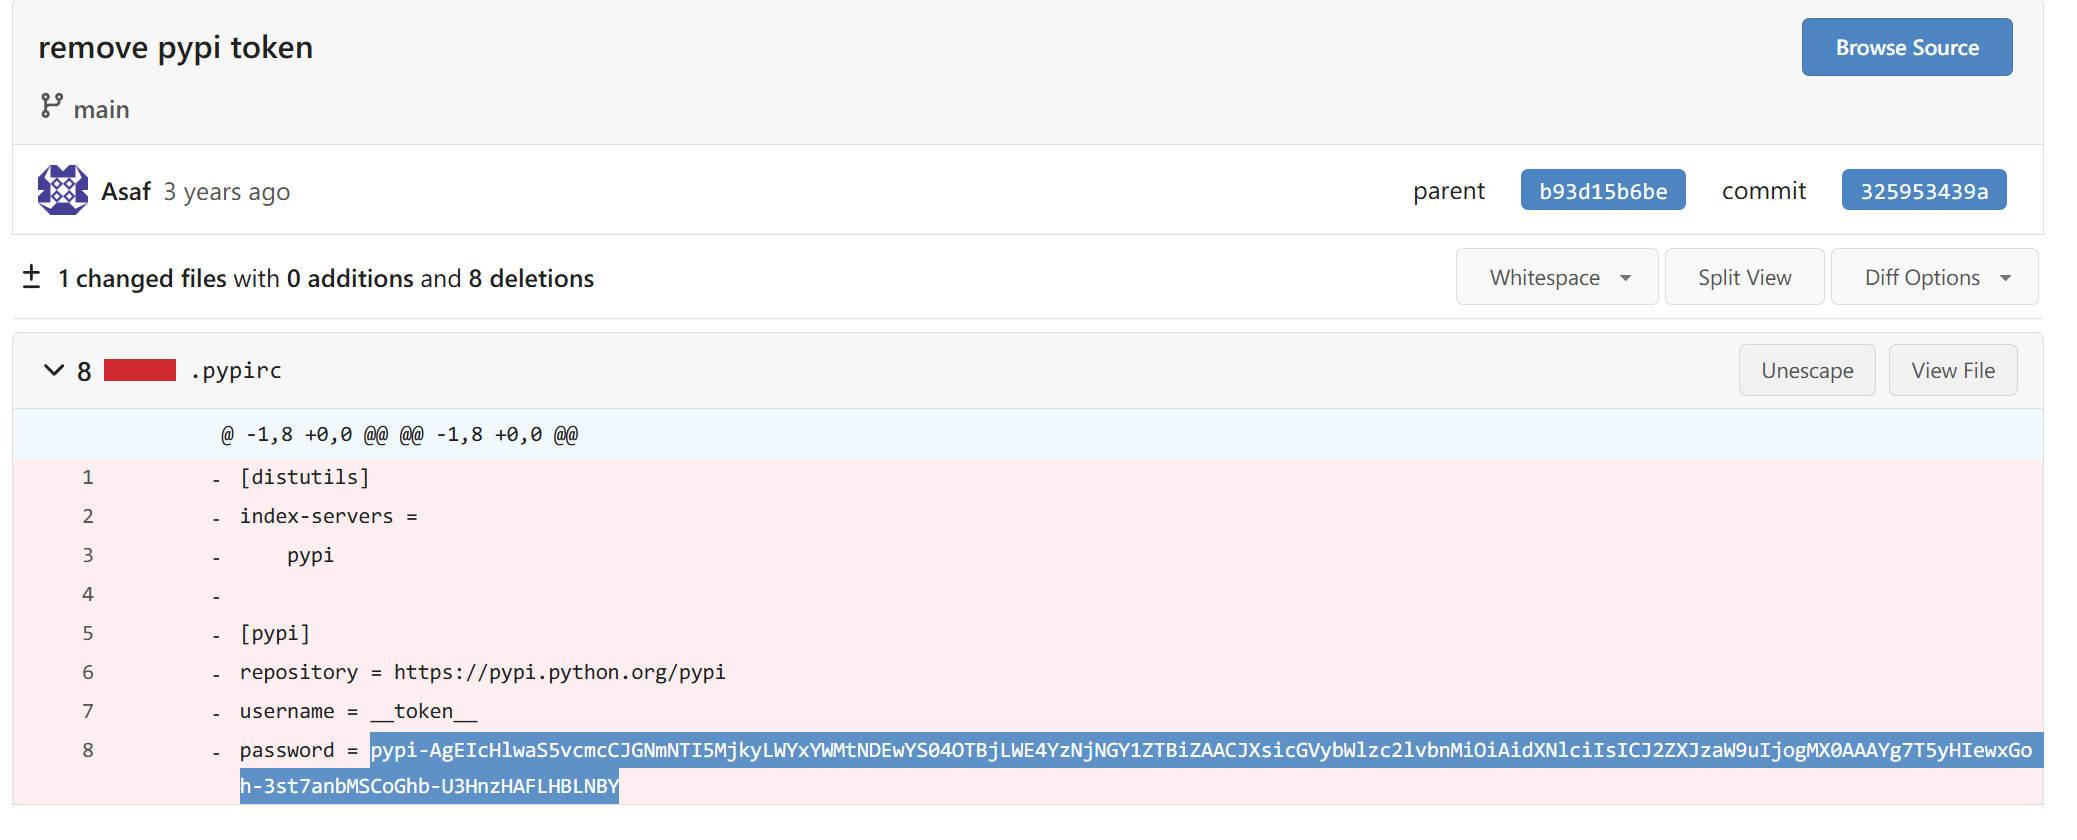 remove pypi token
Browse Source
main
Asaf 3 years ago
parent b93d15b6be commit 325953439a
1 changed files with 0 additions and 8 deletions
Whitespace
Split View
Diff Options
8 .pypirc
Unescape
View File
@ -1,8 +0,0 @@ @@ -1,8 +0,0 @@
1 - [distutils]
2 - index-servers =
3 - pypi
4 -
5 - [pypi]
6 - repository = https://pypi.python.org/pypi
7 - username = __token__
8 - password = pypi-AgEIcHlwaS5vcmcCJGNmNTI5MjkyLWYxYWMtNDEwYS04OTBjLWE4YzNjNGY1ZTBiZAACJXsicGVybWlzc2lvbnMiOiAidXNlciIsICJ2ZXJzaW9uIjogMX0AAAYg7T5yHIewxGo
h-3st7anbMSCoGhb-U3HnzHAFLHBLNBY